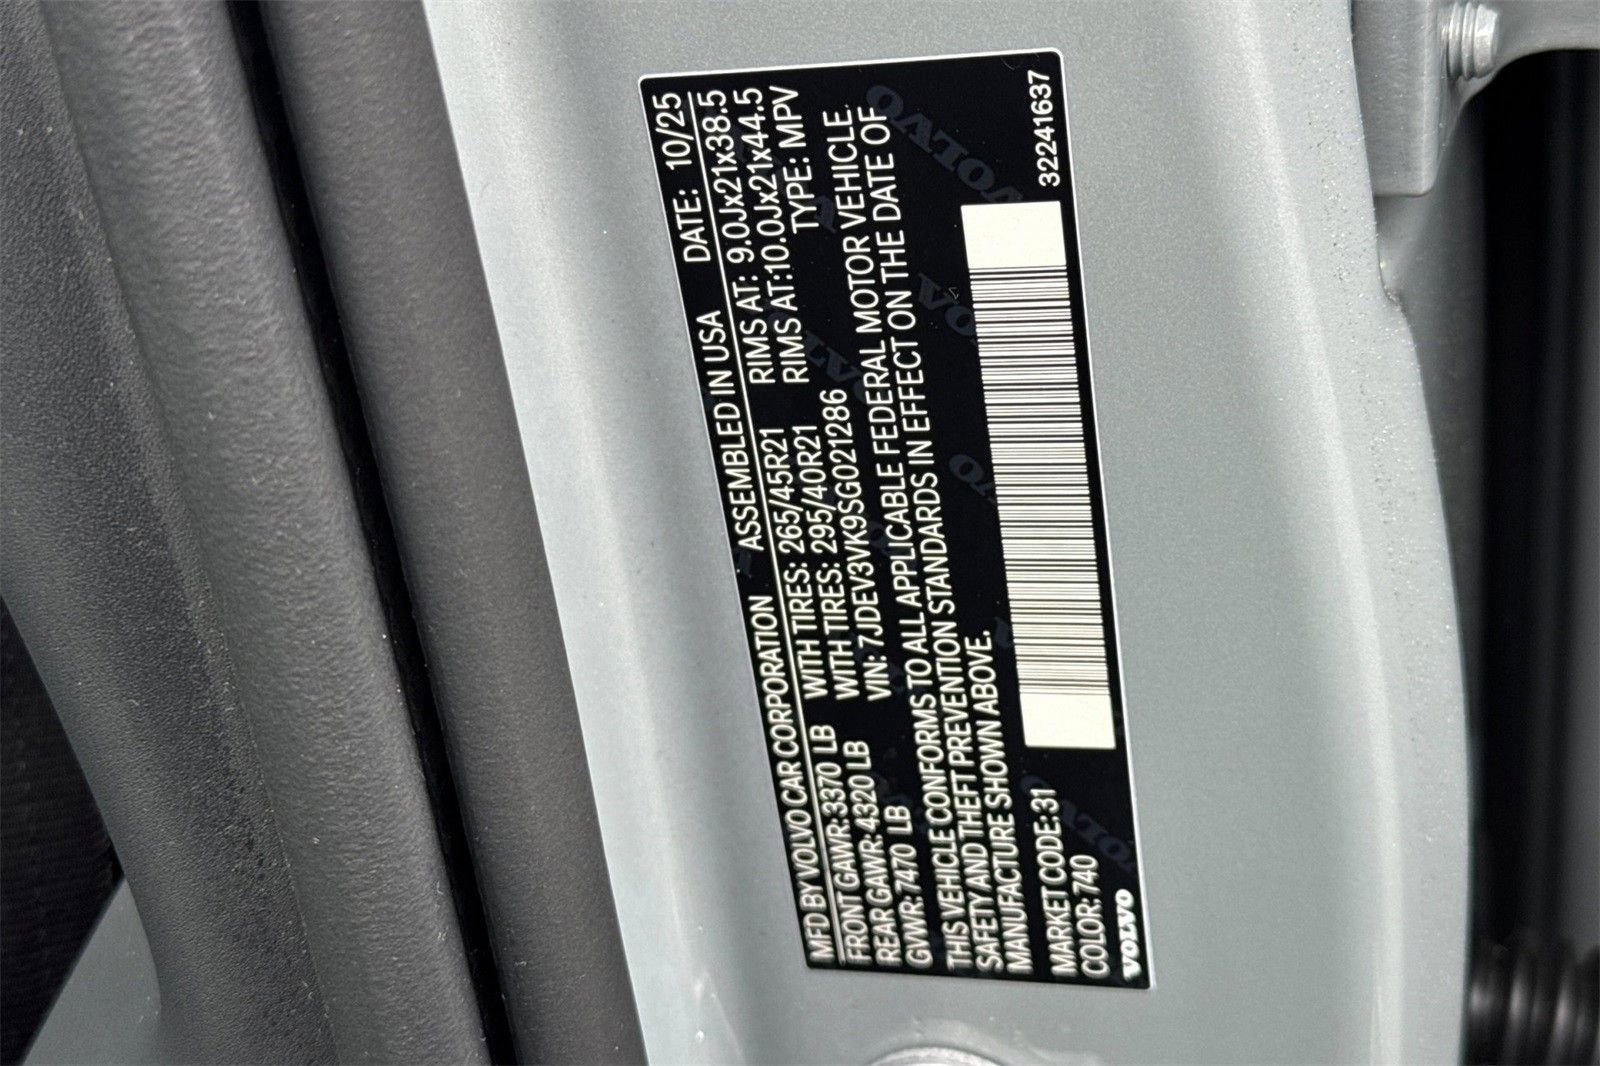 MFD BY VOLVO CAR CORPORATION ASSEMBLED IN USA DATE: 10/25
FRONT GAWR:3370 LB WITH TIRES: 265/45R21 RIMS AT: 9.0Jx21x38.5
REAR GAWR: 4320 LB WITH TIRES: 295/40R21 RIMS AT:10.0Jx21x44.5
GVWR: 7470 LB VIN: 7JDEV3VK9SG021286 TYPE: MPV
THIS VEHICLE CONFORMS TO ALL APPLICABLE FEDERAL MOTOR VEHICLE
SAFETY AND THEFT PREVENTION STANDARDS IN EFFECT ON THE DATE OF
MANUFACTURE SHOWN ABOVE.
MARKET CODE:31
COLOR: 740
VOLVO
32241637